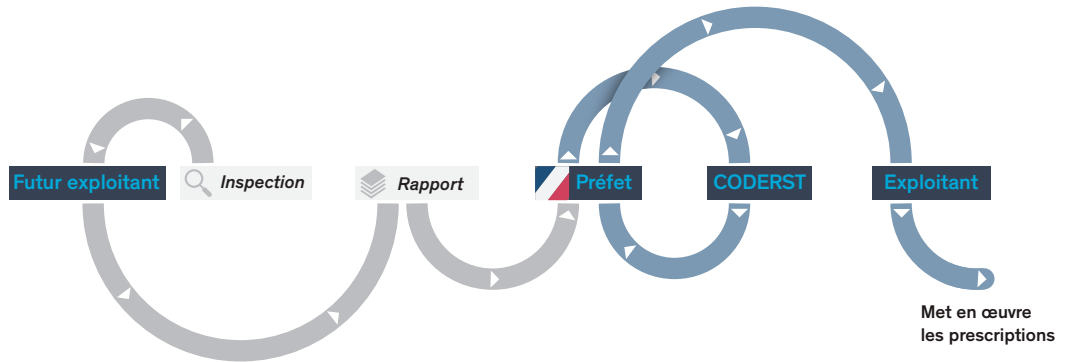 Futur exploitant
Inspection
Rapport
Préfet
CODERST
Exploitant
Met en œuvre
les prescriptions